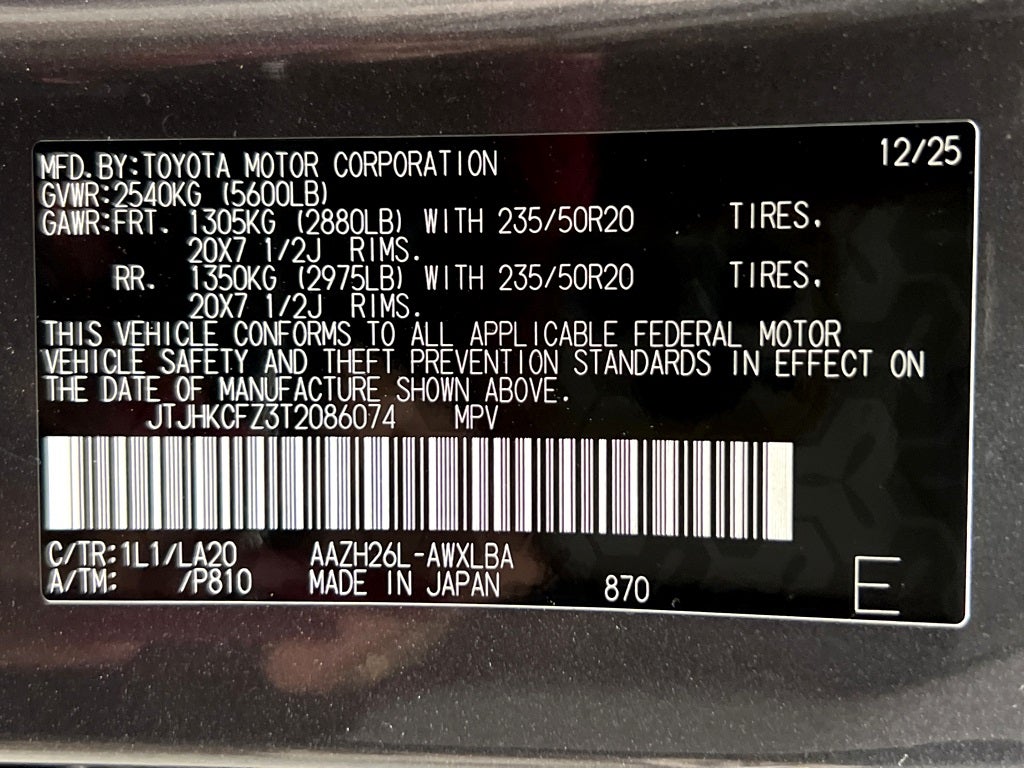 12/25
MFD.BY:TOYOTA MOTOR CORPORATION
GVWR:2540KG (5600LB)
GAWR:FRT. 1305KG (2880LB) WITH 235/50R20 TIRES.
20X7 1/2J RIMS.
RR. 1350KG (2975LB) WITH 235/50R20 TIRES.
20X7 1/2J RIMS.
THIS VEHICLE CONFORMS TO ALL APPLICABLE FEDERAL MOTOR
VEHICLE SAFETY AND THEFT PREVENTION STANDARDS IN EFFECT ON
THE DATE OF MANUFACTURE SHOWN ABOVE.
JTJHKCFZ3T2086074 MPV
C/TR:1L1/LA20 AAZH26L-AWXLBA
A/TM: /P810 MADE IN JAPAN 870 E